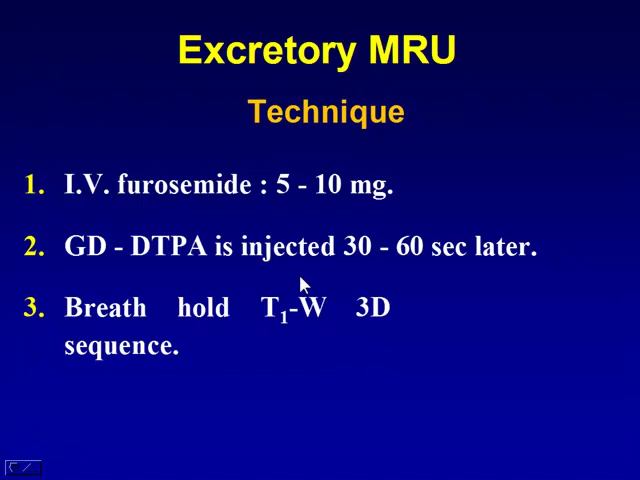 Excretory MRU
Technique
1. I.V. furosemide : 5 - 10 mg.
2. GD - DTPA is injected 30 - 60 sec later.
3. Breath hold T₁-W 3D
sequence.